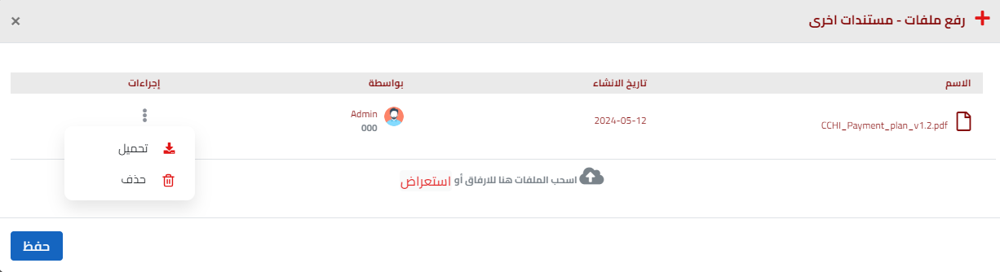 رفع ملفات - مستندات اخرى
الاسم تاريخ الانشاء بواسطة إجراءات
CCHI_Payment_plan_v1.2.pdf 2024-05-12 Admin
000
تحميل
حذف
اسحب الملفات هنا للارفاق أو استعراض
حفظ